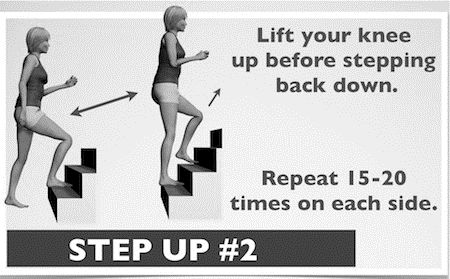 Lift your knee
up before stepping
back down.
Repeat 15-20
times on each side.
STEP UP #2